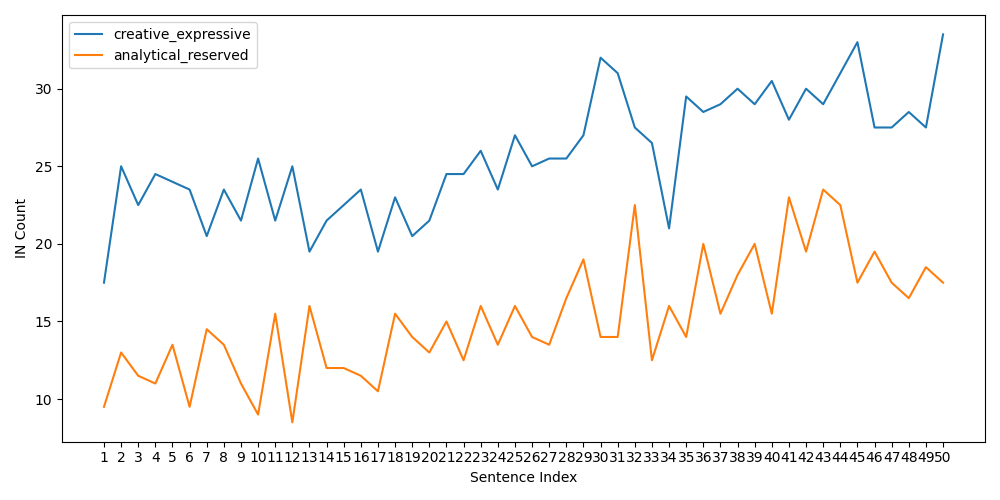 creative_expressive
analytical_reserved
IN Count
30
25
20
15
10
1 2 3 4 5 6 7 8 9 10 11 12 13 14 15 16 17 18 19 20 21 22 23 24 25 26 27 28 29 30 31 32 33 34 35 36 37 38 39 40 41 42 43 44 45 46 47 48 49 50
Sentence Index